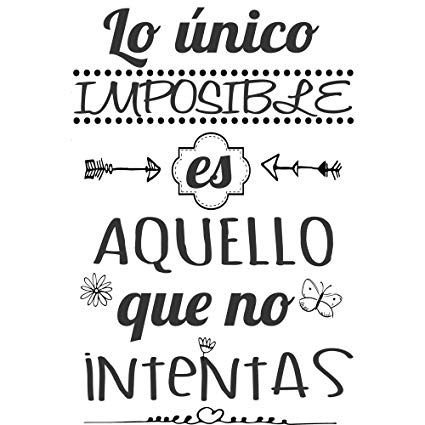 Lo único
IMPOSIBLE
es
AQUELLO
que no
iNTeNTAS